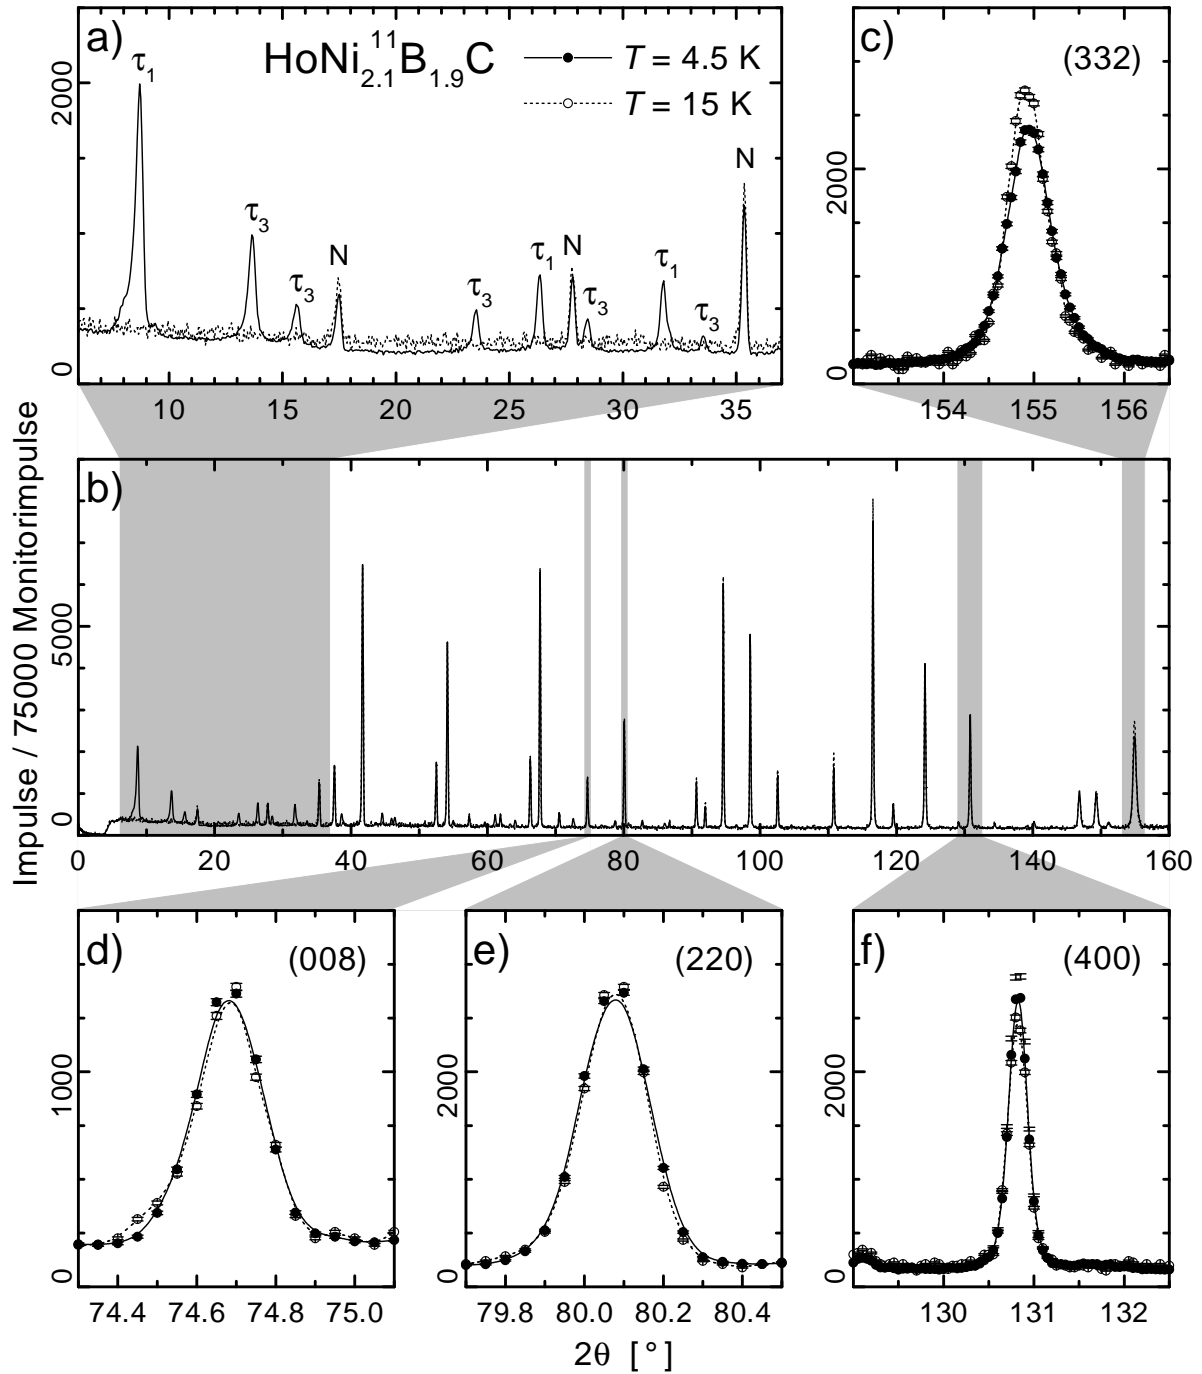 a)
HoNi2.1 11B1.9C
T = 4.5 K
T = 15 K
τ1
τ3
τ3
N
τ3
τ1
N
τ3
τ1
τ3
N
2000
0
10 15 20 25 30 35
c)
(332)
2000
0
154 155 156
Impulse / 75000 Monitorimpulse
b)
5000
0
0 20 40 60 80 100 120 140 160
d)
(008)
1000
0
74.4 74.6 74.8 75.0
e)
(220)
2000
0
79.8 80.0 80.2 80.4
f)
(400)
2000
0
130 131 132
2θ [°]